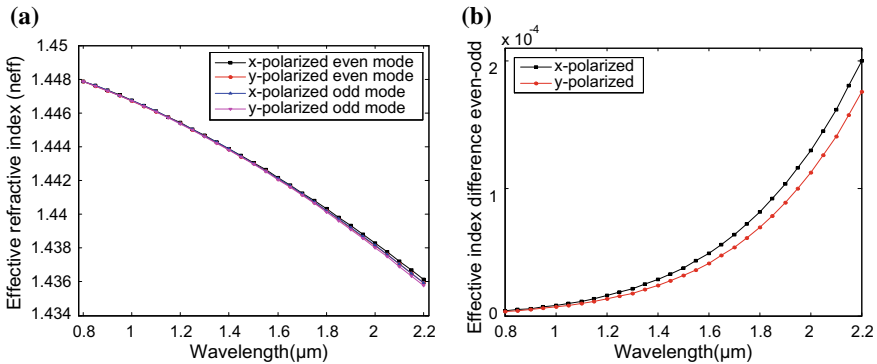 (a)
Effective refractive index (neff)
1.45
1.448
1.446
1.444
1.442
1.44
1.438
1.436
1.434
x-polarized even mode
y-polarized even mode
x-polarized odd mode
y-polarized odd mode
0.8 1 1.2 1.4 1.6 1.8 2 2.2
Wavelength(μm)
(b)
x 10-4
Effective index difference even-odd
2
1
0
x-polarized
y-polarized
0.8 1 1.2 1.4 1.6 1.8 2 2.2
Wavelength(μm)